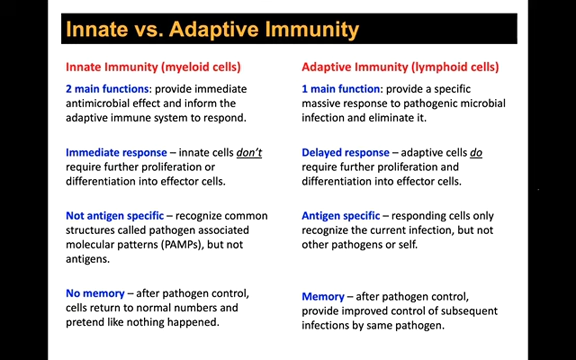 Innate vs. Adaptive Immunity
Innate Immunity (myeloid cells)
2 main functions: provide immediate
antimicrobial effect and inform the
adaptive immune system to respond.
Immediate response – innate cells don't
require further proliferation or
differentiation into effector cells.
Not antigen specific – recognize common
structures called pathogen associated
molecular patterns (PAMPs), but not
antigens.
No memory – after pathogen control,
cells return to normal numbers and
pretend like nothing happened.
Adaptive Immunity (lymphoid cells)
1 main function: provide a specific
massive response to pathogenic microbial
infection and eliminate it.
Delayed response – adaptive cells do
require further proliferation and
differentiation into effector cells.
Antigen specific – responding cells only
recognize the current infection, but not
other pathogens or self.
Memory – after pathogen control,
provide improved control of subsequent
infections by same pathogen.